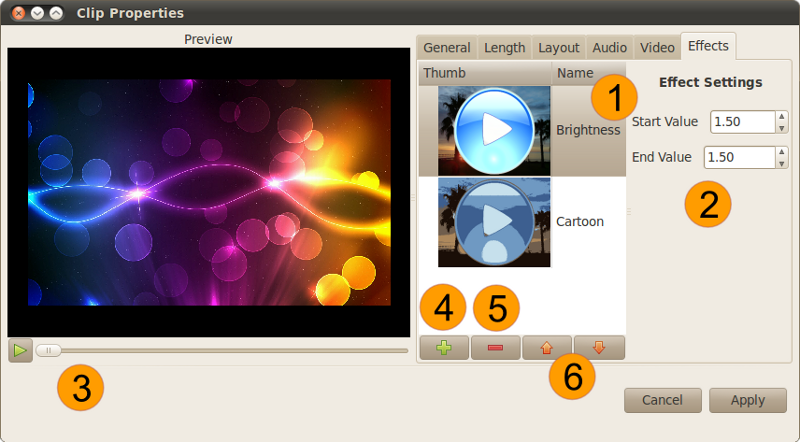 Clip Properties
Preview
General Length Layout Audio Video Effects
Thumb Name
Effect Settings
1
Start Value 1.50
Brightness
End Value 1.50
2
Cartoon
4 5
3
6
Cancel Apply